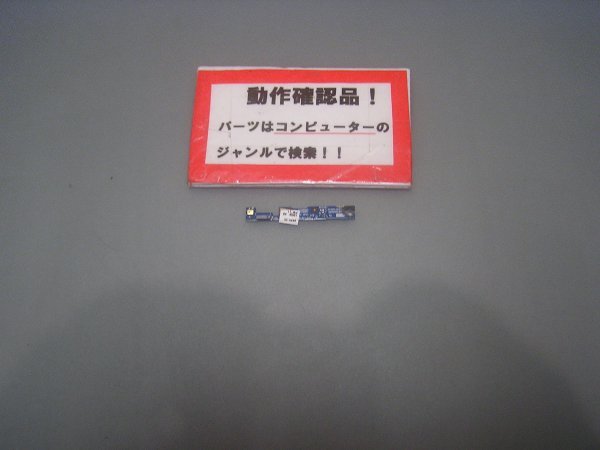 動作確認品！
パーツはコンピューターの
ジャンルで検索！！